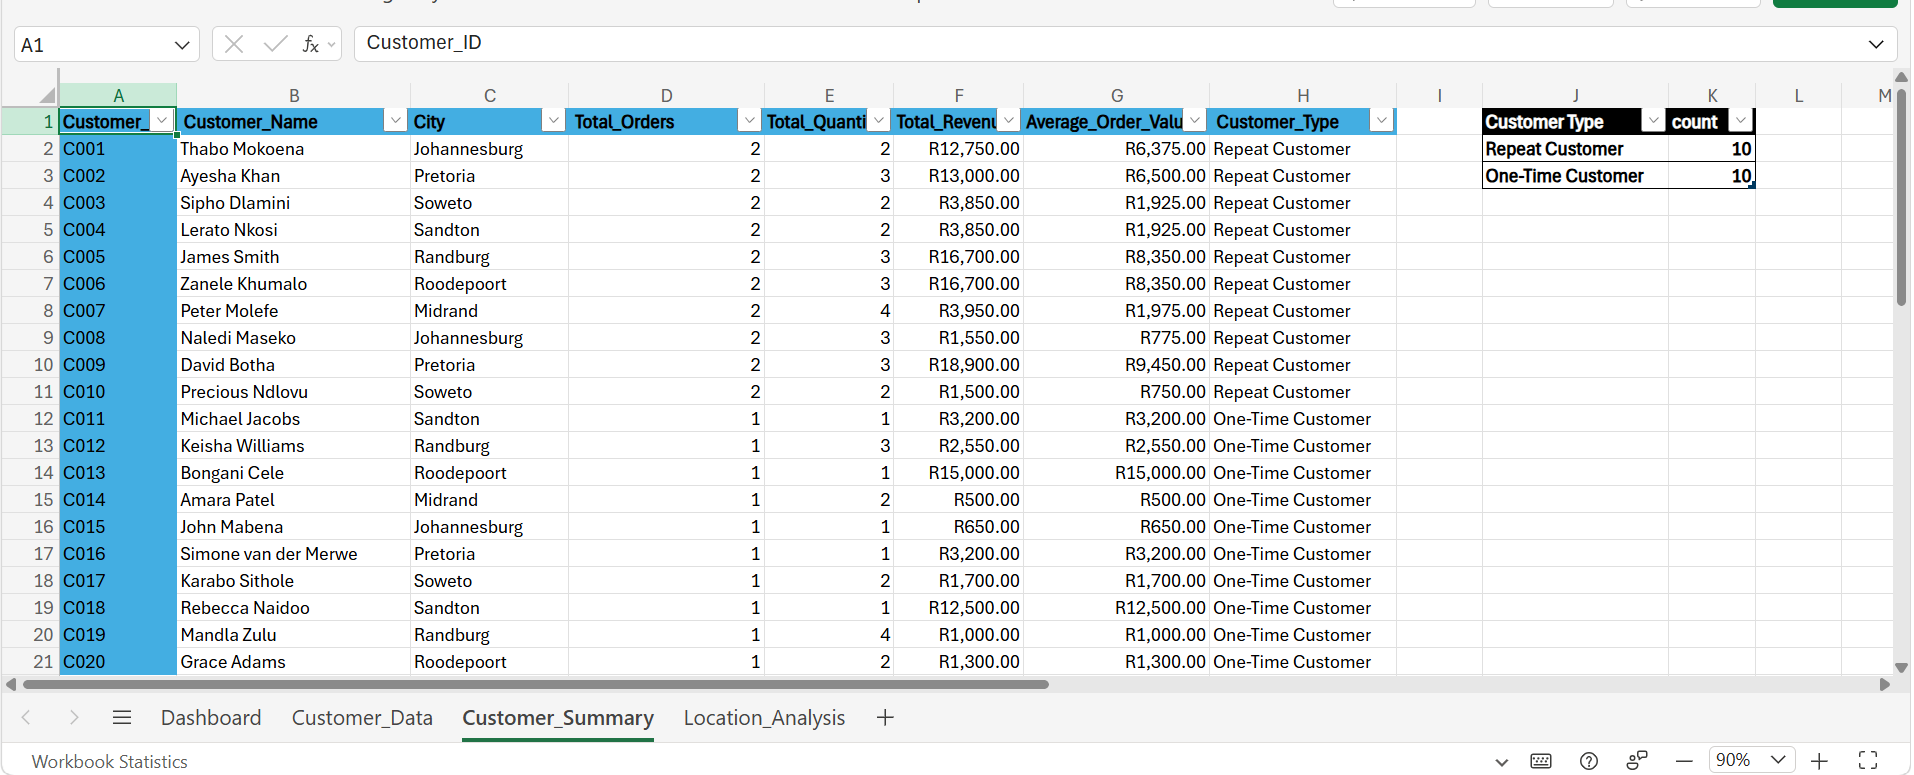 A1 fx Customer_ID
A B C D E F G H I J K L M
1 Customer_ Customer_Name City Total_Orders Total_Quanti Total_Revenu Average_Order_Valu Customer_Type Customer Type count
2 C001 Thabo Mokoena Johannesburg 2 2 R12,750.00 R6,375.00 Repeat Customer Repeat Customer 10
3 C002 Ayesha Khan Pretoria 2 3 R13,000.00 R6,500.00 Repeat Customer One-Time Customer 10
4 C003 Sipho Dlamini Soweto 2 2 R3,850.00 R1,925.00 Repeat Customer
5 C004 Lerato Nkosi Sandton 2 2 R3,850.00 R1,925.00 Repeat Customer
6 C005 James Smith Randburg 2 3 R16,700.00 R8,350.00 Repeat Customer
7 C006 Zanele Khumalo Roodepoort 2 3 R16,700.00 R8,350.00 Repeat Customer
8 C007 Peter Molefe Midrand 2 4 R3,950.00 R1,975.00 Repeat Customer
9 C008 Naledi Maseko Johannesburg 2 3 R1,550.00 R775.00 Repeat Customer
10 C009 David Botha Pretoria 2 3 R18,900.00 R9,450.00 Repeat Customer
11 C010 Precious Ndlovu Soweto 2 2 R1,500.00 R750.00 Repeat Customer
12 C011 Michael Jacobs Sandton 1 1 R3,200.00 R3,200.00 One-Time Customer
13 C012 Keisha Williams Randburg 1 3 R2,550.00 R2,550.00 One-Time Customer
14 C013 Bongani Cele Roodepoort 1 1 R15,000.00 R15,000.00 One-Time Customer
15 C014 Amara Patel Midrand 1 2 R500.00 R500.00 One-Time Customer
16 C015 John Mabena Johannesburg 1 1 R650.00 R650.00 One-Time Customer
17 C016 Simone van der Merwe Pretoria 1 1 R3,200.00 R3,200.00 One-Time Customer
18 C017 Karabo Sithole Soweto 1 2 R1,700.00 R1,700.00 One-Time Customer
19 C018 Rebecca Naidoo Sandton 1 1 R12,500.00 R12,500.00 One-Time Customer
20 C019 Mandla Zulu Randburg 1 4 R1,000.00 R1,000.00 One-Time Customer
21 C020 Grace Adams Roodepoort 1 2 R1,300.00 R1,300.00 One-Time Customer
Dashboard Customer_Data Customer_Summary Location_Analysis
Workbook Statistics 90%